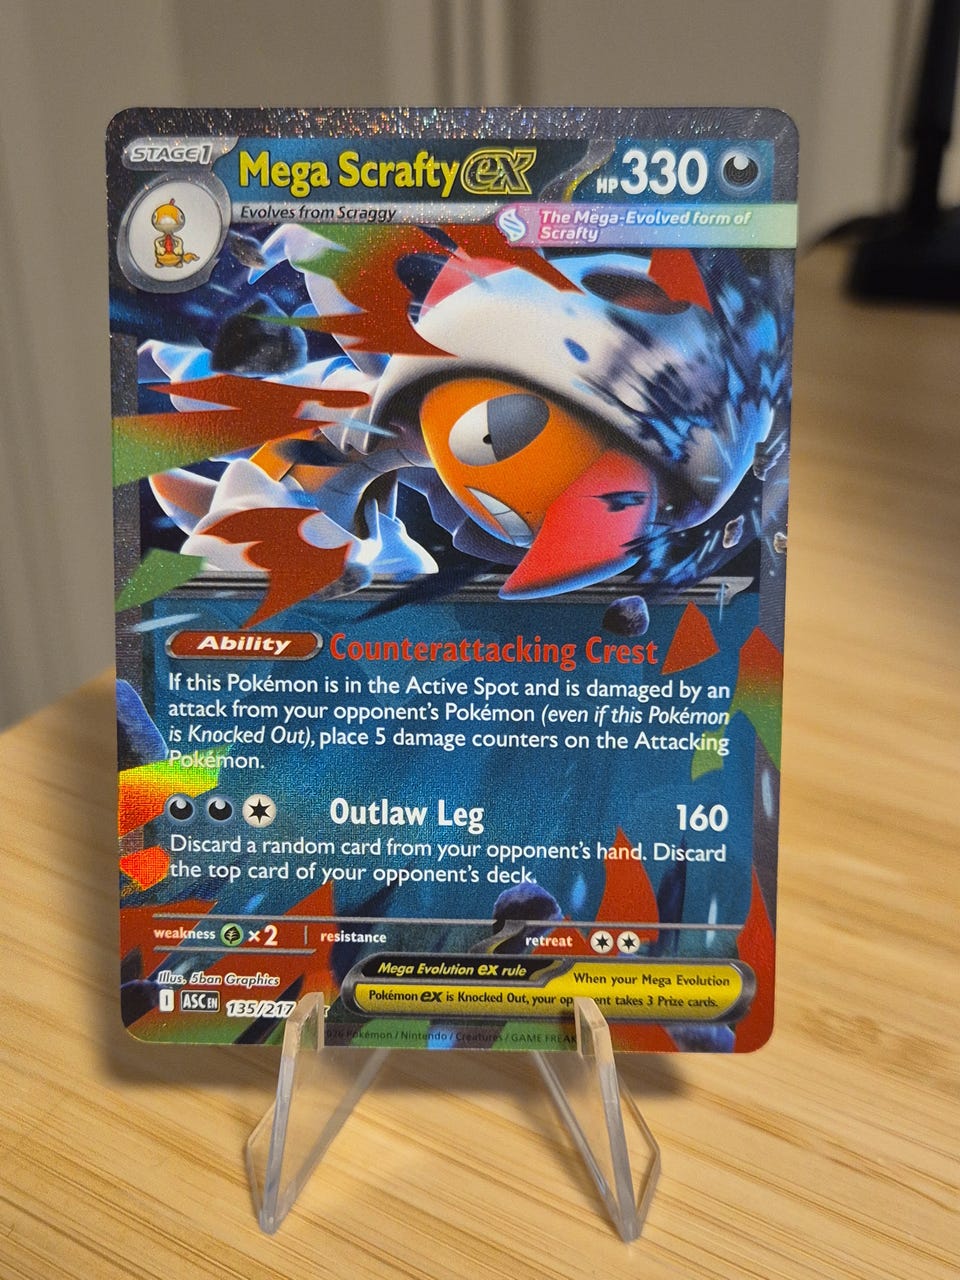 STAGE 1
Mega Scrafty ex
HP 330
Evolves from Scraggy
The Mega-Evolved form of
Scrafty
Ability Counterattacking Crest
If this Pokémon is in the Active Spot and is damaged by an
attack from your opponent's Pokémon (even if this Pokémon
is Knocked Out), place 5 damage counters on the Attacking
Pokémon.
Outlaw Leg 160
Discard a random card from your opponent's hand. Discard
the top card of your opponent's deck.
weakness ×2 resistance retreat
Illus. 5ban Graphics
I ASC EN 135/217
Mega Evolution ex rule When your Mega Evolution
Pokémon ex is Knocked Out, your opponent takes 3 Prize cards.
Pokémon / Nintendo / Creatures / GAME FREAK